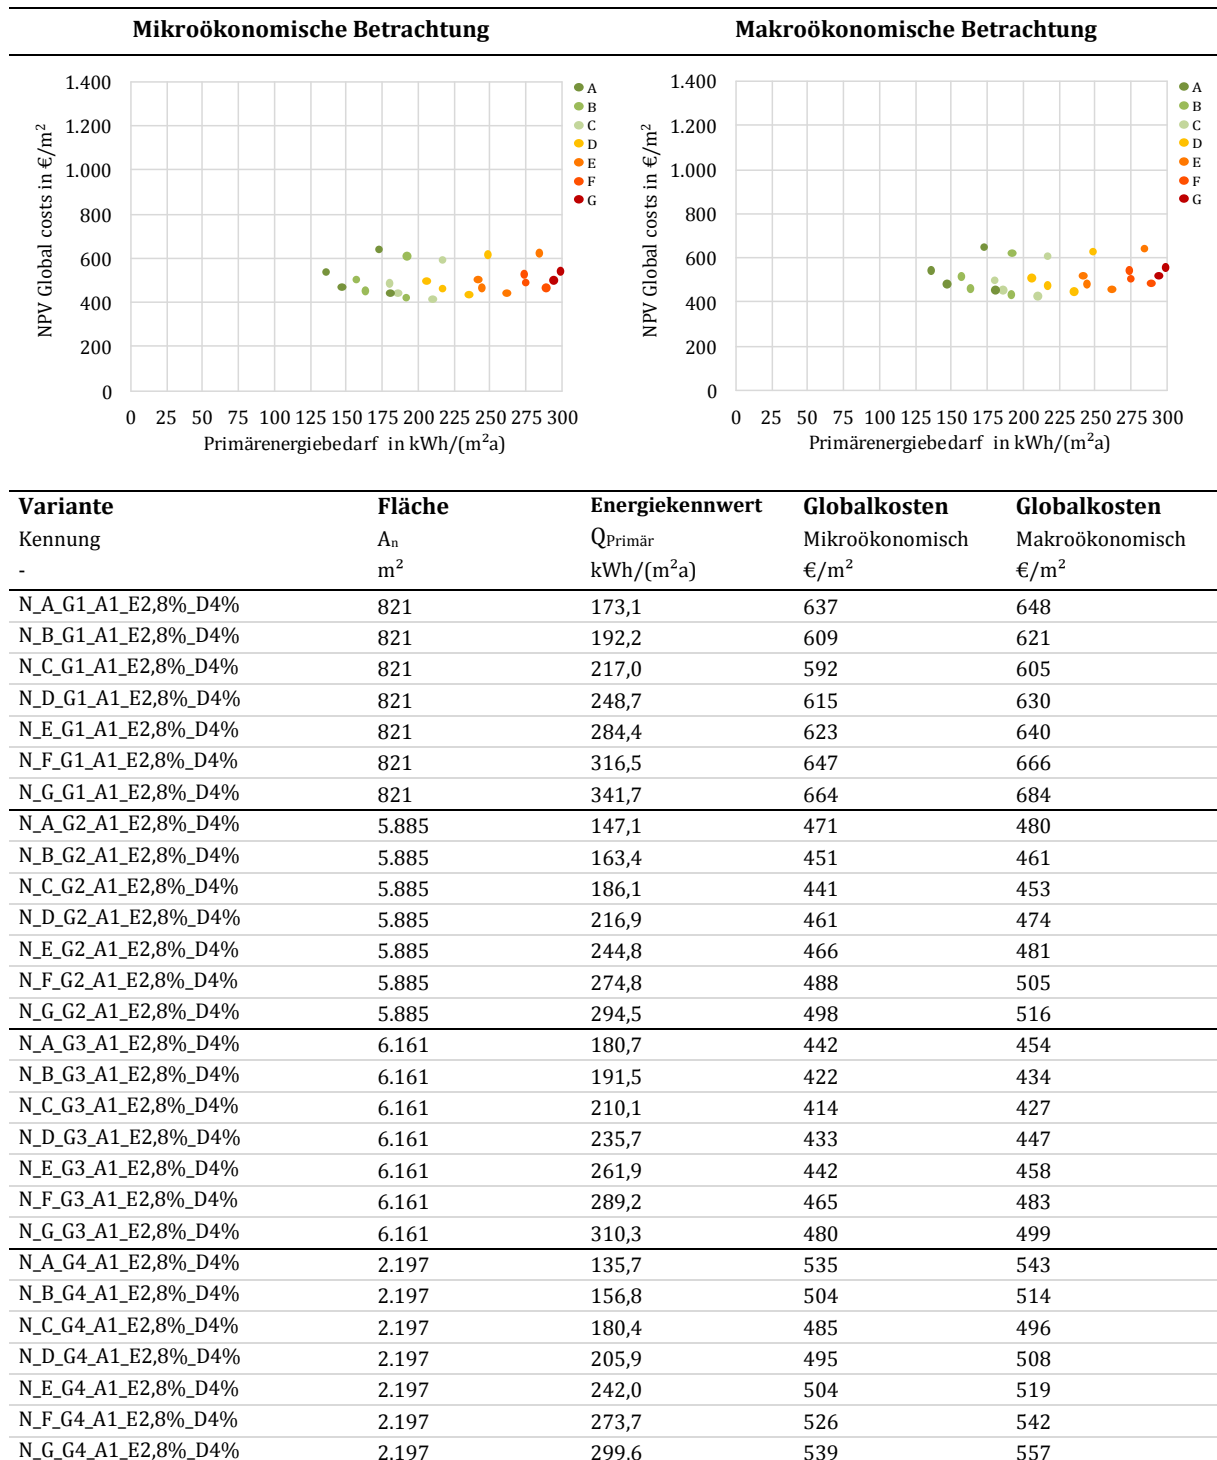 Mikroökonomische Betrachtung Makroökonomische Betrachtung
NPV Global costs in €/m²
1.400
1.200
1.000
800
600
400
200
0
0 25 50 75 100 125 150 175 200 225 250 275 300
Primärenergiebedarf in kWh/(m²a)
A
B
C
D
E
F
G
NPV Global costs in €/m²
1.400
1.200
1.000
800
600
400
200
0
0 25 50 75 100 125 150 175 200 225 250 275 300
Primärenergiebedarf in kWh/(m²a)
A
B
C
D
E
F
G
Variante Fläche Energiekennwert Globalkosten Globalkosten
Kennung Aₙ QPrimär Mikroökonomisch Makroökonomisch
- m² kWh/(m²a) €/m² €/m²
N_A_G1_A1_E2,8%_D4% 821 173,1 637 648
N_B_G1_A1_E2,8%_D4% 821 192,2 609 621
N_C_G1_A1_E2,8%_D4% 821 217,0 592 605
N_D_G1_A1_E2,8%_D4% 821 248,7 615 630
N_E_G1_A1_E2,8%_D4% 821 284,4 623 640
N_F_G1_A1_E2,8%_D4% 821 316,5 647 666
N_G_G1_A1_E2,8%_D4% 821 341,7 664 684
N_A_G2_A1_E2,8%_D4% 5.885 147,1 471 480
N_B_G2_A1_E2,8%_D4% 5.885 163,4 451 461
N_C_G2_A1_E2,8%_D4% 5.885 186,1 441 453
N_D_G2_A1_E2,8%_D4% 5.885 216,9 461 474
N_E_G2_A1_E2,8%_D4% 5.885 244,8 466 481
N_F_G2_A1_E2,8%_D4% 5.885 274,8 488 505
N_G_G2_A1_E2,8%_D4% 5.885 294,5 498 516
N_A_G3_A1_E2,8%_D4% 6.161 180,7 442 454
N_B_G3_A1_E2,8%_D4% 6.161 191,5 422 434
N_C_G3_A1_E2,8%_D4% 6.161 210,1 414 427
N_D_G3_A1_E2,8%_D4% 6.161 235,7 433 447
N_E_G3_A1_E2,8%_D4% 6.161 261,9 442 458
N_F_G3_A1_E2,8%_D4% 6.161 289,2 465 483
N_G_G3_A1_E2,8%_D4% 6.161 310,3 480 499
N_A_G4_A1_E2,8%_D4% 2.197 135,7 535 543
N_B_G4_A1_E2,8%_D4% 2.197 156,8 504 514
N_C_G4_A1_E2,8%_D4% 2.197 180,4 485 496
N_D_G4_A1_E2,8%_D4% 2.197 205,9 495 508
N_E_G4_A1_E2,8%_D4% 2.197 242,0 504 519
N_F_G4_A1_E2,8%_D4% 2.197 273,7 526 542
N_G_G4_A1_E2,8%_D4% 2.197 299,6 539 557